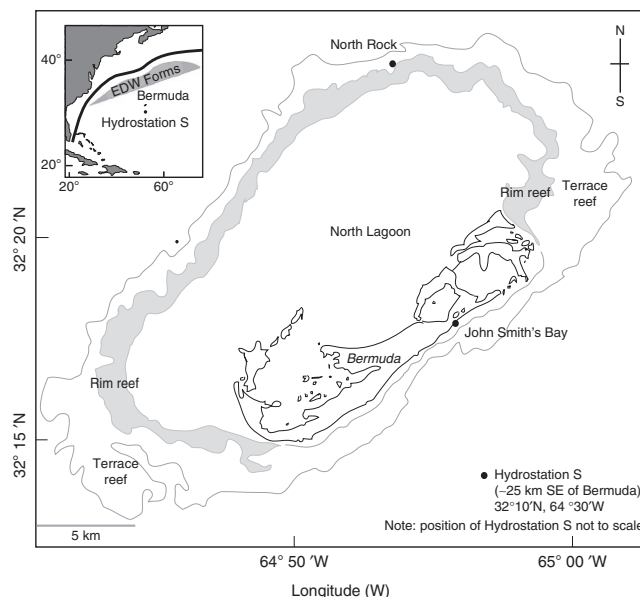 North Rock
N
S
40°
EDW Forms
Bermuda
Hydrostation S
20°
20°
60°
Rim reef
Terrace
reef
North Lagoon
32° 20 ′N
John Smith's Bay
Bermuda
Rim reef
32° 15 ′N
Terrace
reef
Hydrostation S
(~25 km SE of Bermuda)
32°10′N, 64 °30′W
Note: position of Hydrostation S not to scale
5 km
64° 50 ′W
65° 00 ′W
Longitude (W)